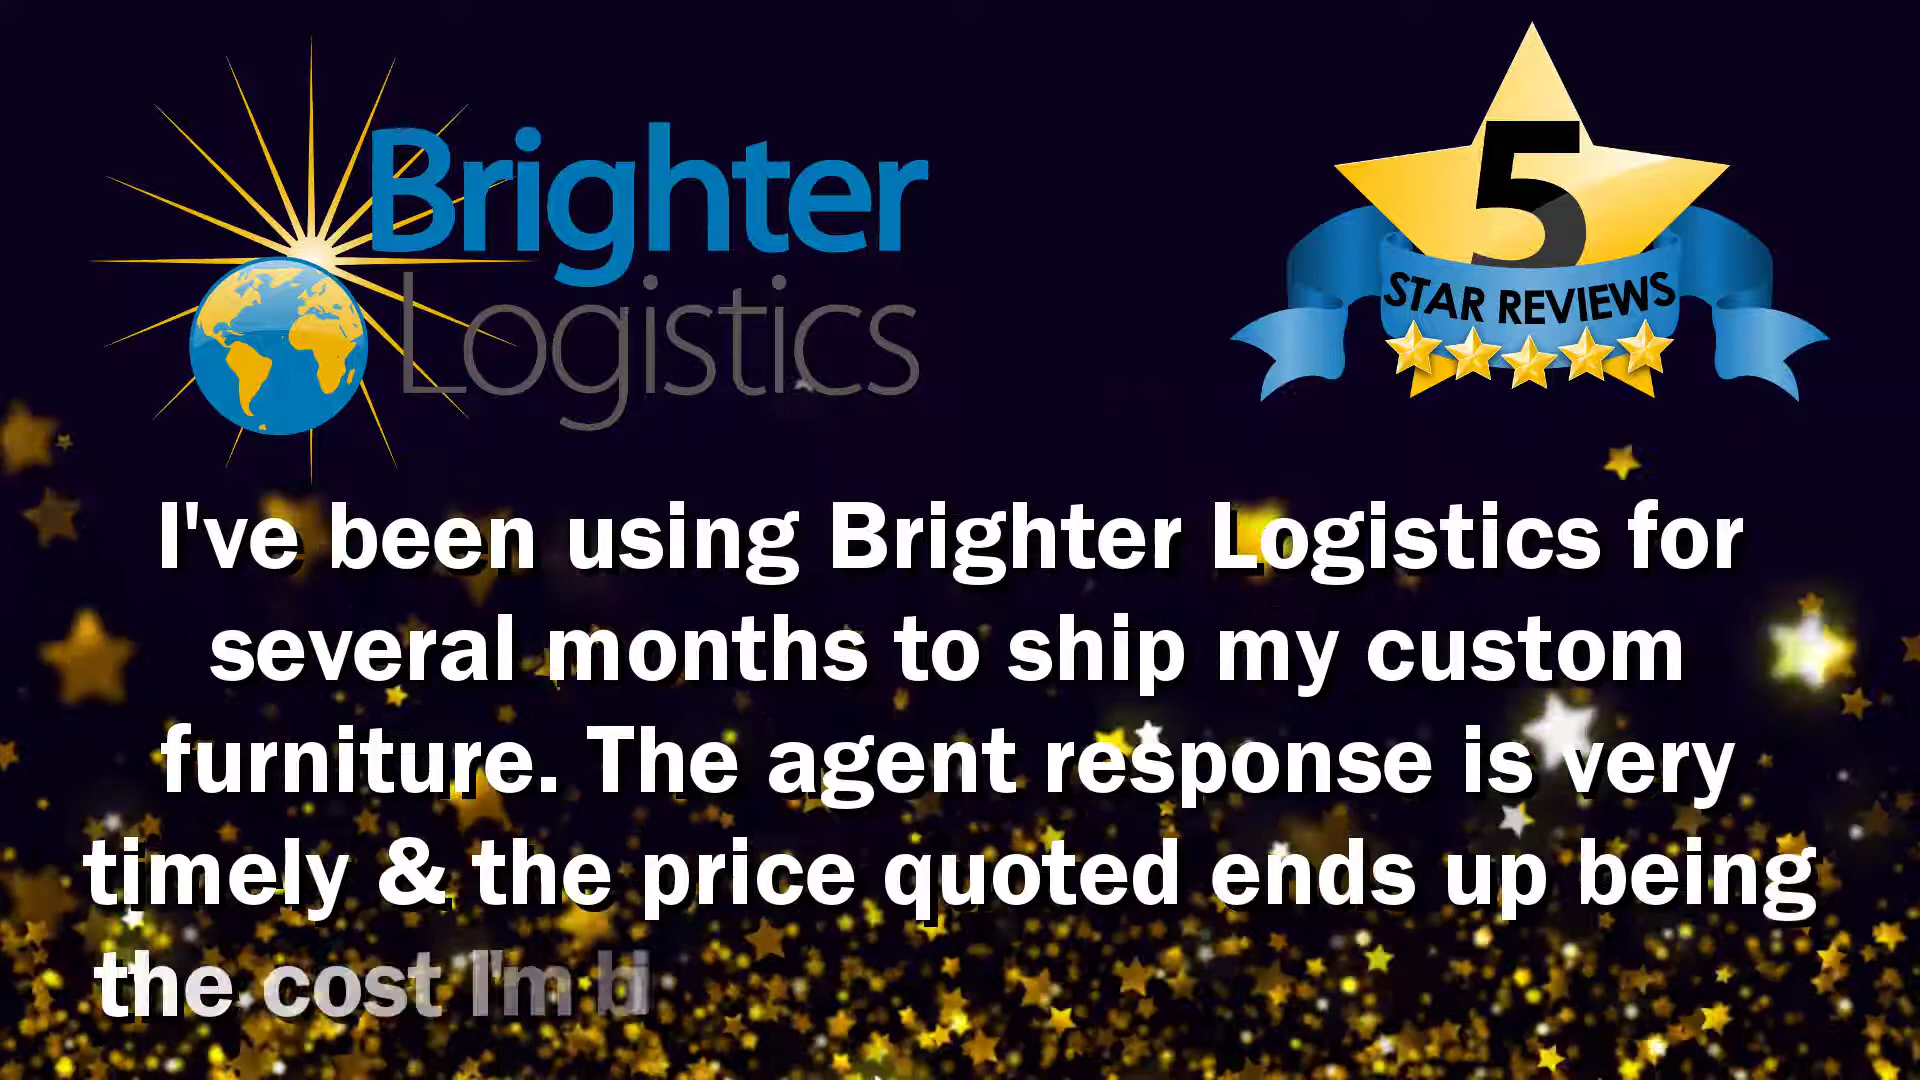 Brighter
Logistics
5
STAR REVIEWS
I've been using Brighter Logistics for
several months to ship my custom
furniture. The agent response is very
timely & the price quoted ends up being
the cost I'm bi